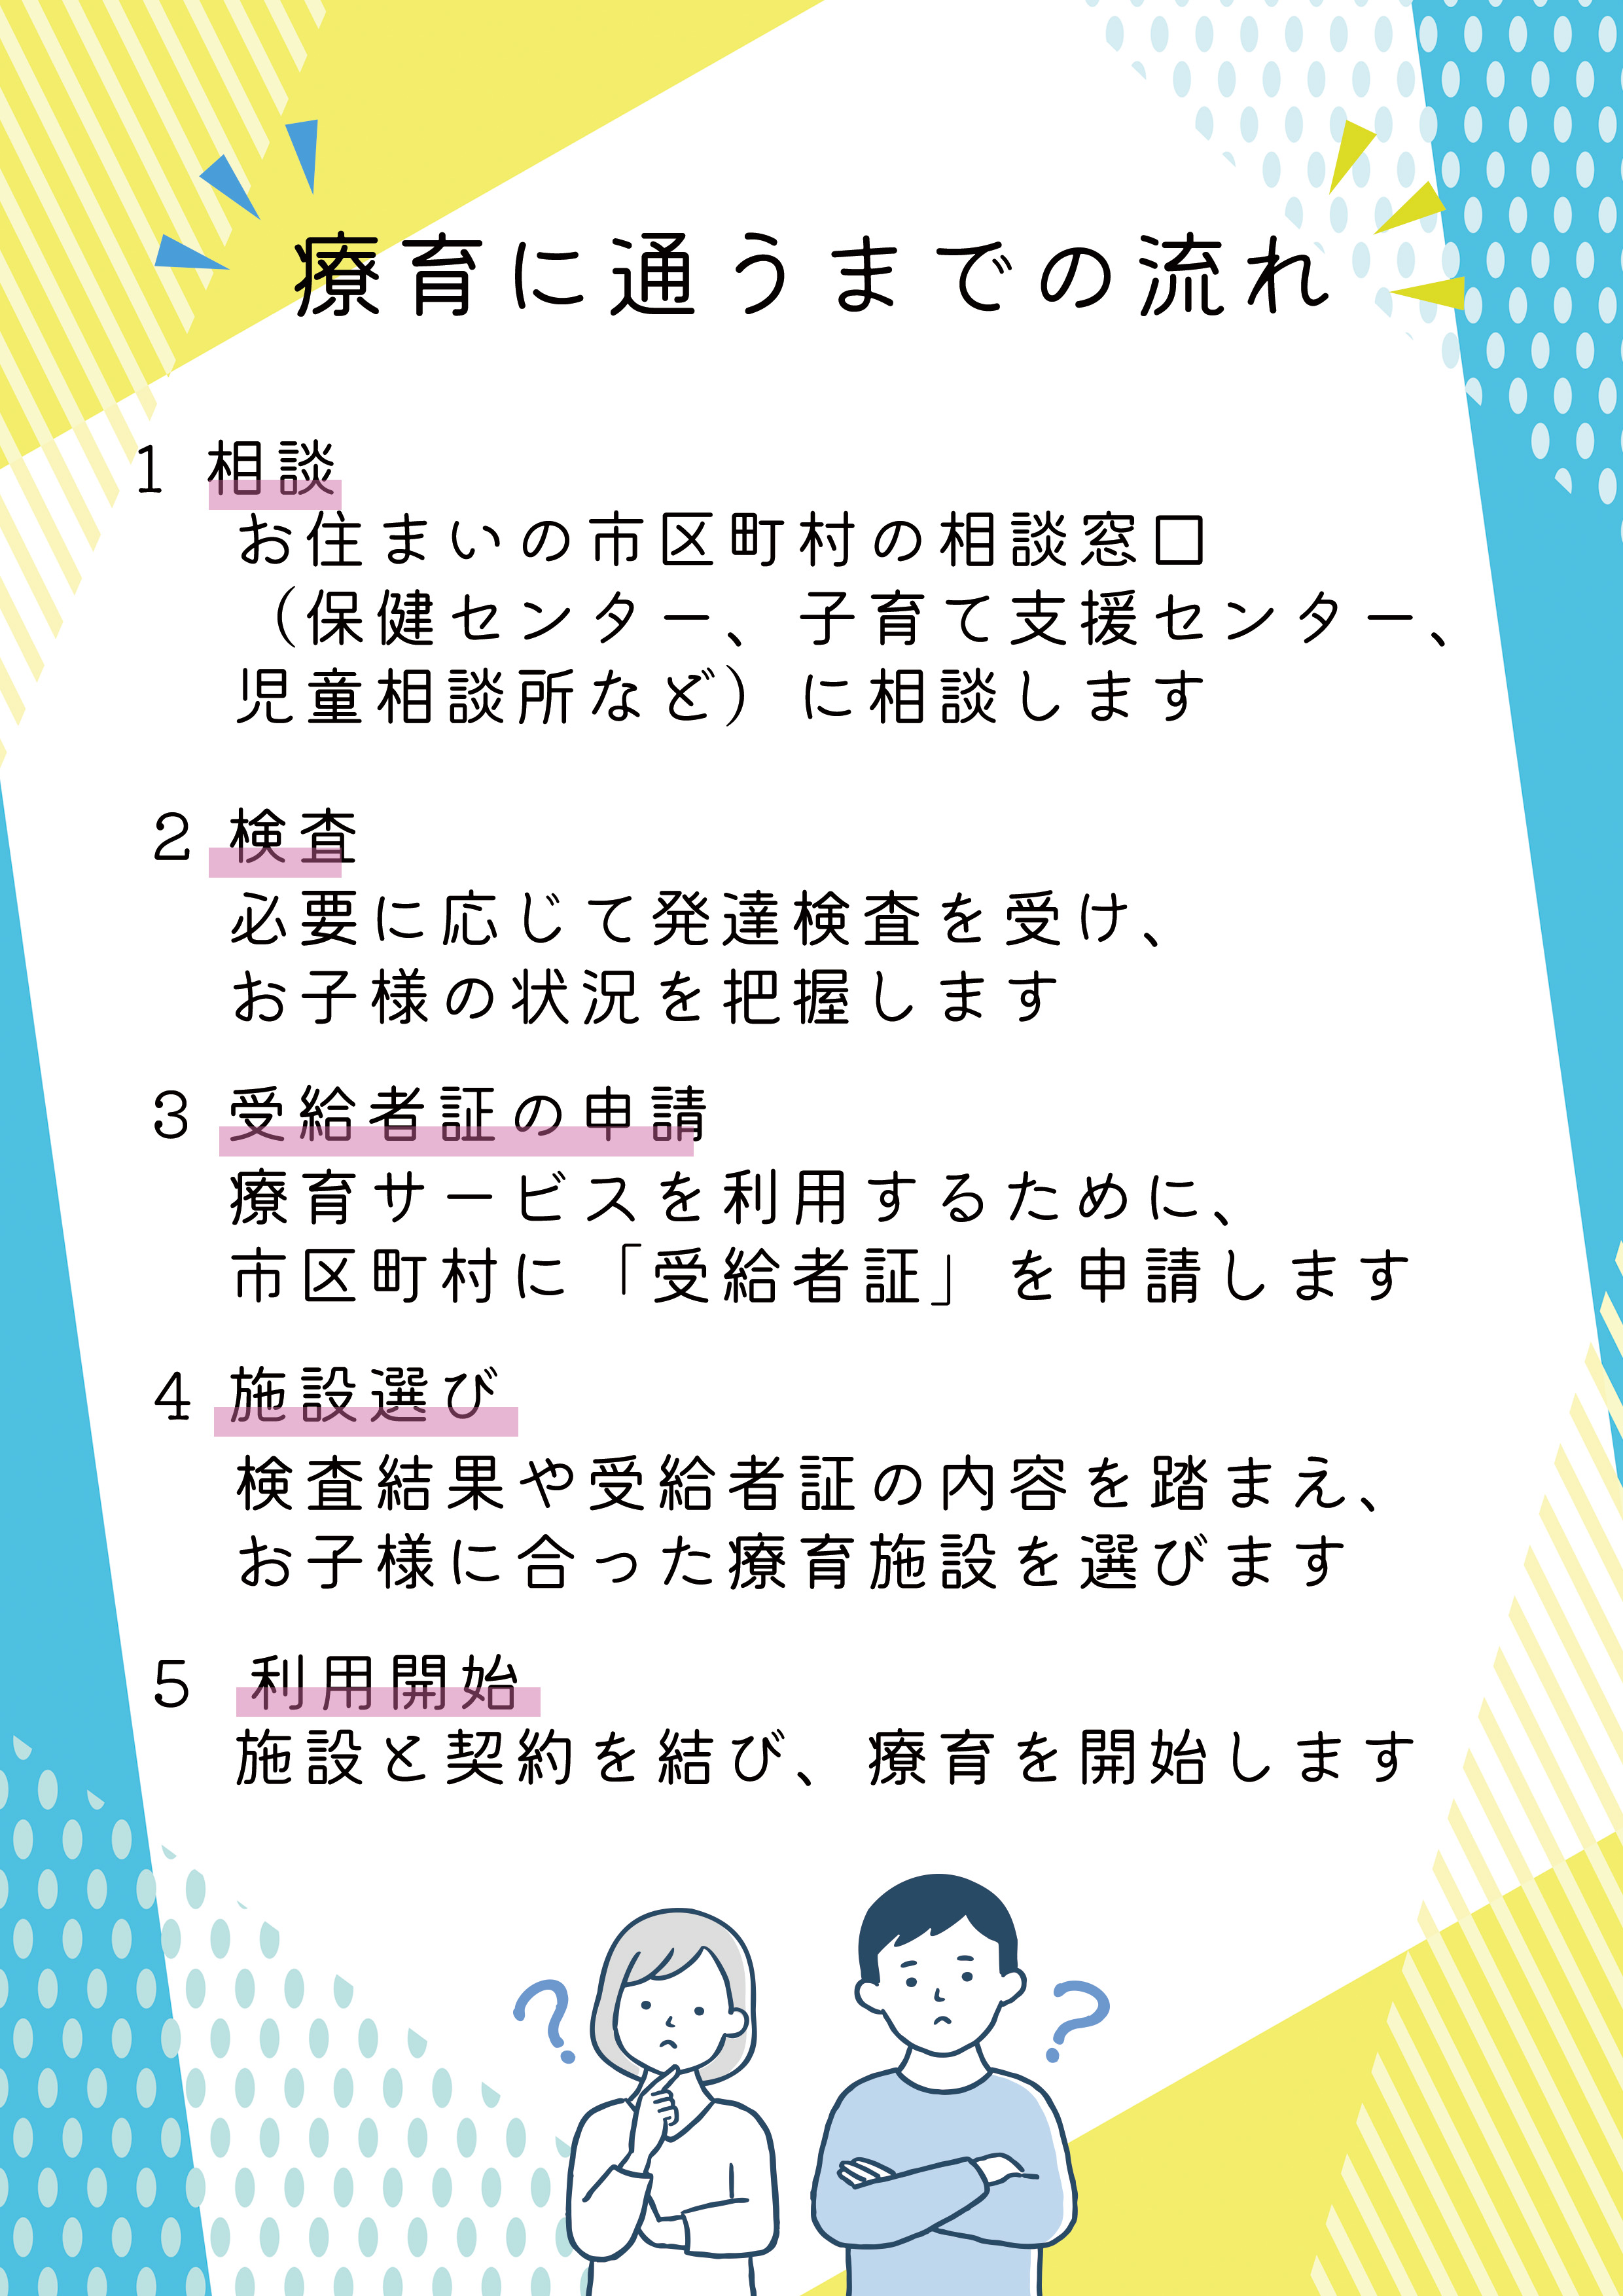 療育に通うまでの流れ
1 相談
お住まいの市区町村の相談窓口
（保健センター、子育て支援センター、
児童相談所など）に相談します
2 検査
必要に応じて発達検査を受け、
お子様の状況を把握します
3 受給者証の申請
療育サービスを利用するために、
市区町村に「受給者証」を申請します
4 施設選び
検査結果や受給者証の内容を踏まえ、
お子様に合った療育施設を選びます
5 利用開始
施設と契約を結び、療育を開始します